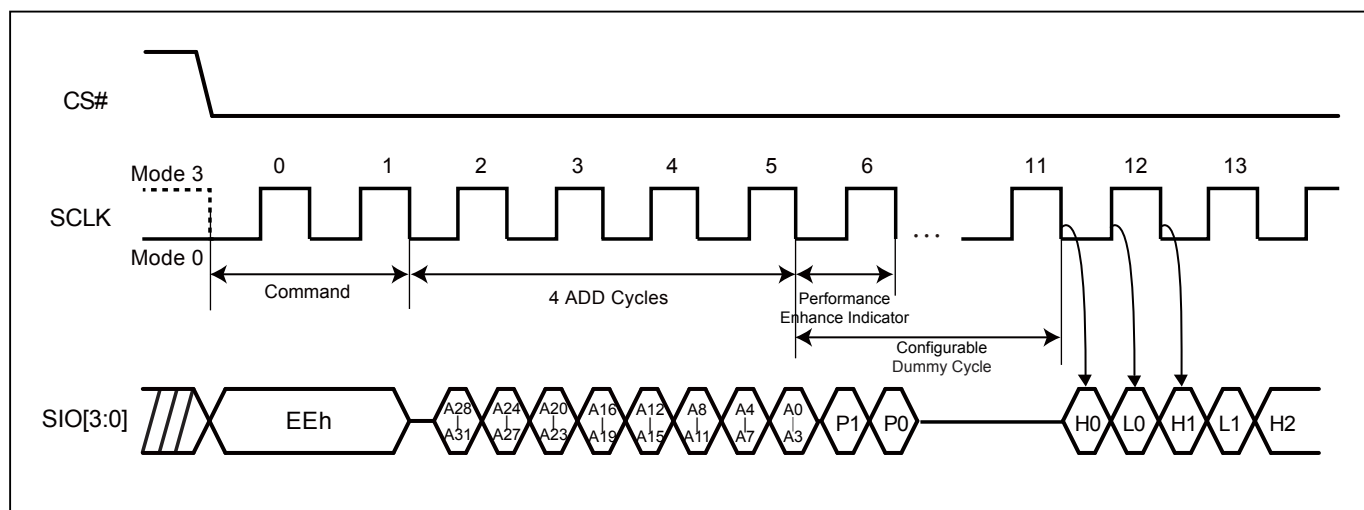 CS#
0 1 2 3 4 5 6 11 12 13
Mode 3
SCLK
Mode 0
...
Command
4 ADD Cycles
Performance
Enhance Indicator
Configurable
Dummy Cycle
SIO[3:0]
EEh
A28
A31
A24
A27
A20
A23
A16
A19
A12
A15
A8
A11
A4
A7
A0
A3
P1
P0
H0
L0
H1
L1
H2